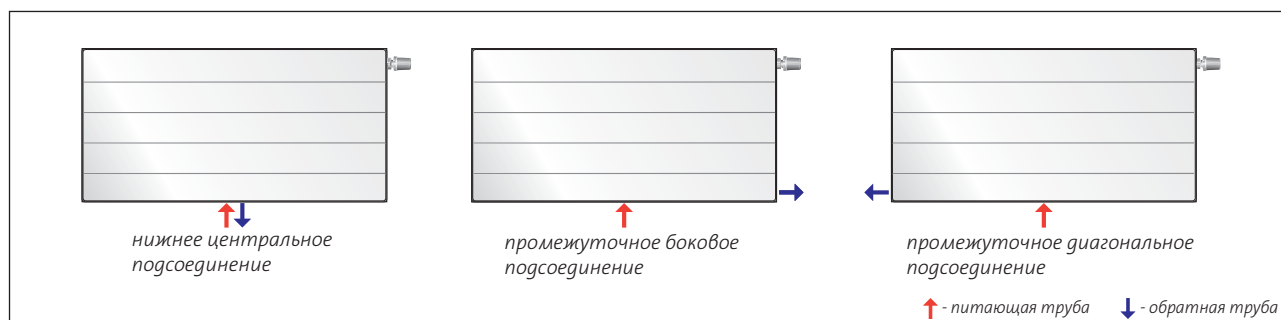 нижнее центральное
подсоединение
промежуточное боковое
подсоединение
промежуточное диагональное
подсоединение
- питающая труба
- обратная труба